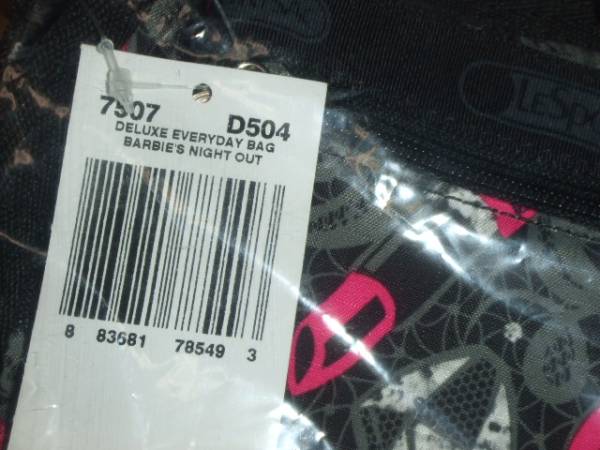 7507 D504
DELUXE EVERYDAY BAG
BARBIE'S NIGHT OUT
8 83681 78549 3